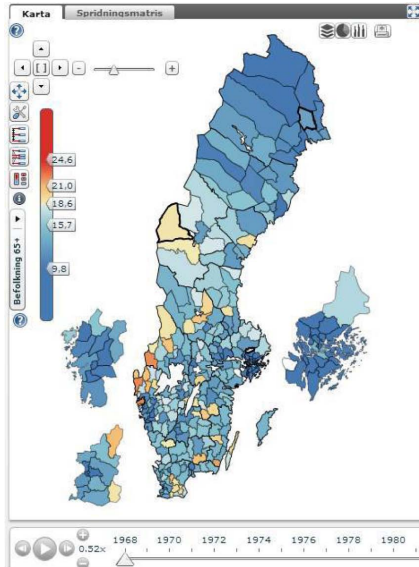 Karta Spridningsmatris
[ ] - +
24.6
21.0
18.6
15.7
9.8
Befolkning 65+
0.52x 1968 1970 1972 1974 1976 1978 1980